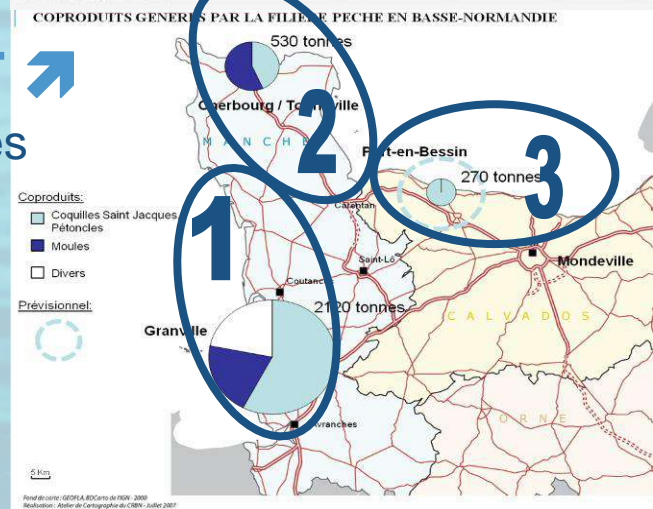 COPRODUITS GENERES PAR LA FILIERE PECHE EN BASSE-NORMANDIE
530 tonnes
Cherbourg / Tourlaville
MANCHE
2
es
Port-en-Bessin
270 tonnes
3
Carentan
Coproduits:
Coquilles Saint Jacques,
Pétoncles
Moules
Divers
1
Saint-Lô
Mondeville
Coutances
Prévisionnel:
2120 tonnes
CALVADOS
Granville
ORNE
Avranches
5 Km
Fond de carte : GEOFLA, BDCarto de l'IGN - 2000
Réalisation : Atelier de Cartographie du CRBN - Juillet 2007